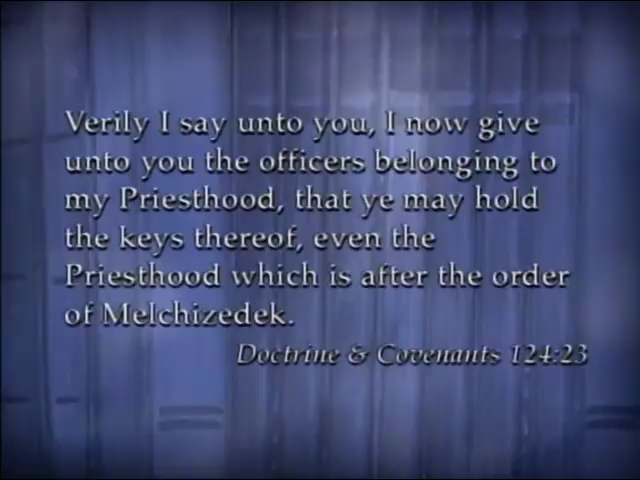 Verily I say unto you, I now give
unto you the officers belonging to
my Priesthood, that ye may hold
the keys thereof, even the
Priesthood which is after the order
of Melchizedek.
Doctrine & Covenants 124:23